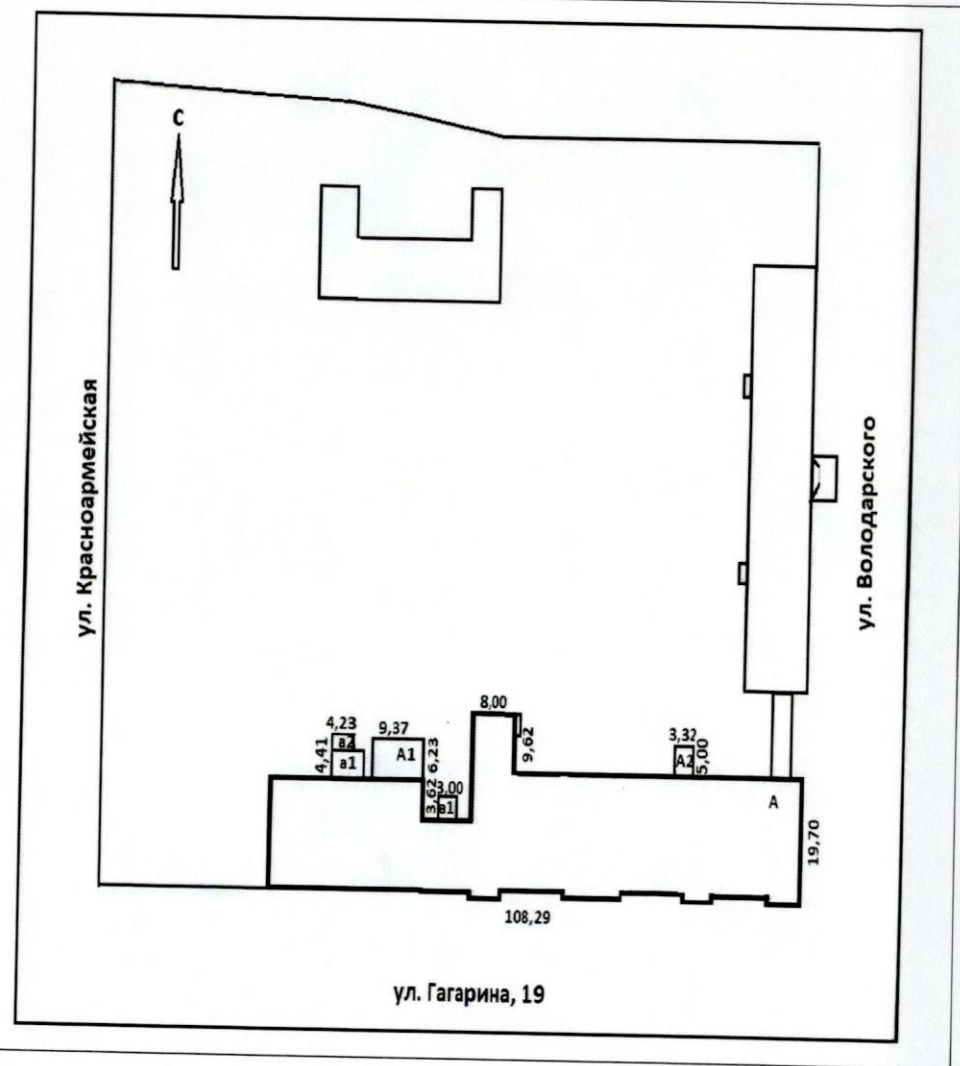 С
ул. Красноармейская
ул. Володарского
8,00
4,23
9,37
3,32
4,41
а2
а1
А1
6,23
9,62
А2
5,00
3,62
3,00
а1
А
19,70
108,29
ул. Гагарина, 19